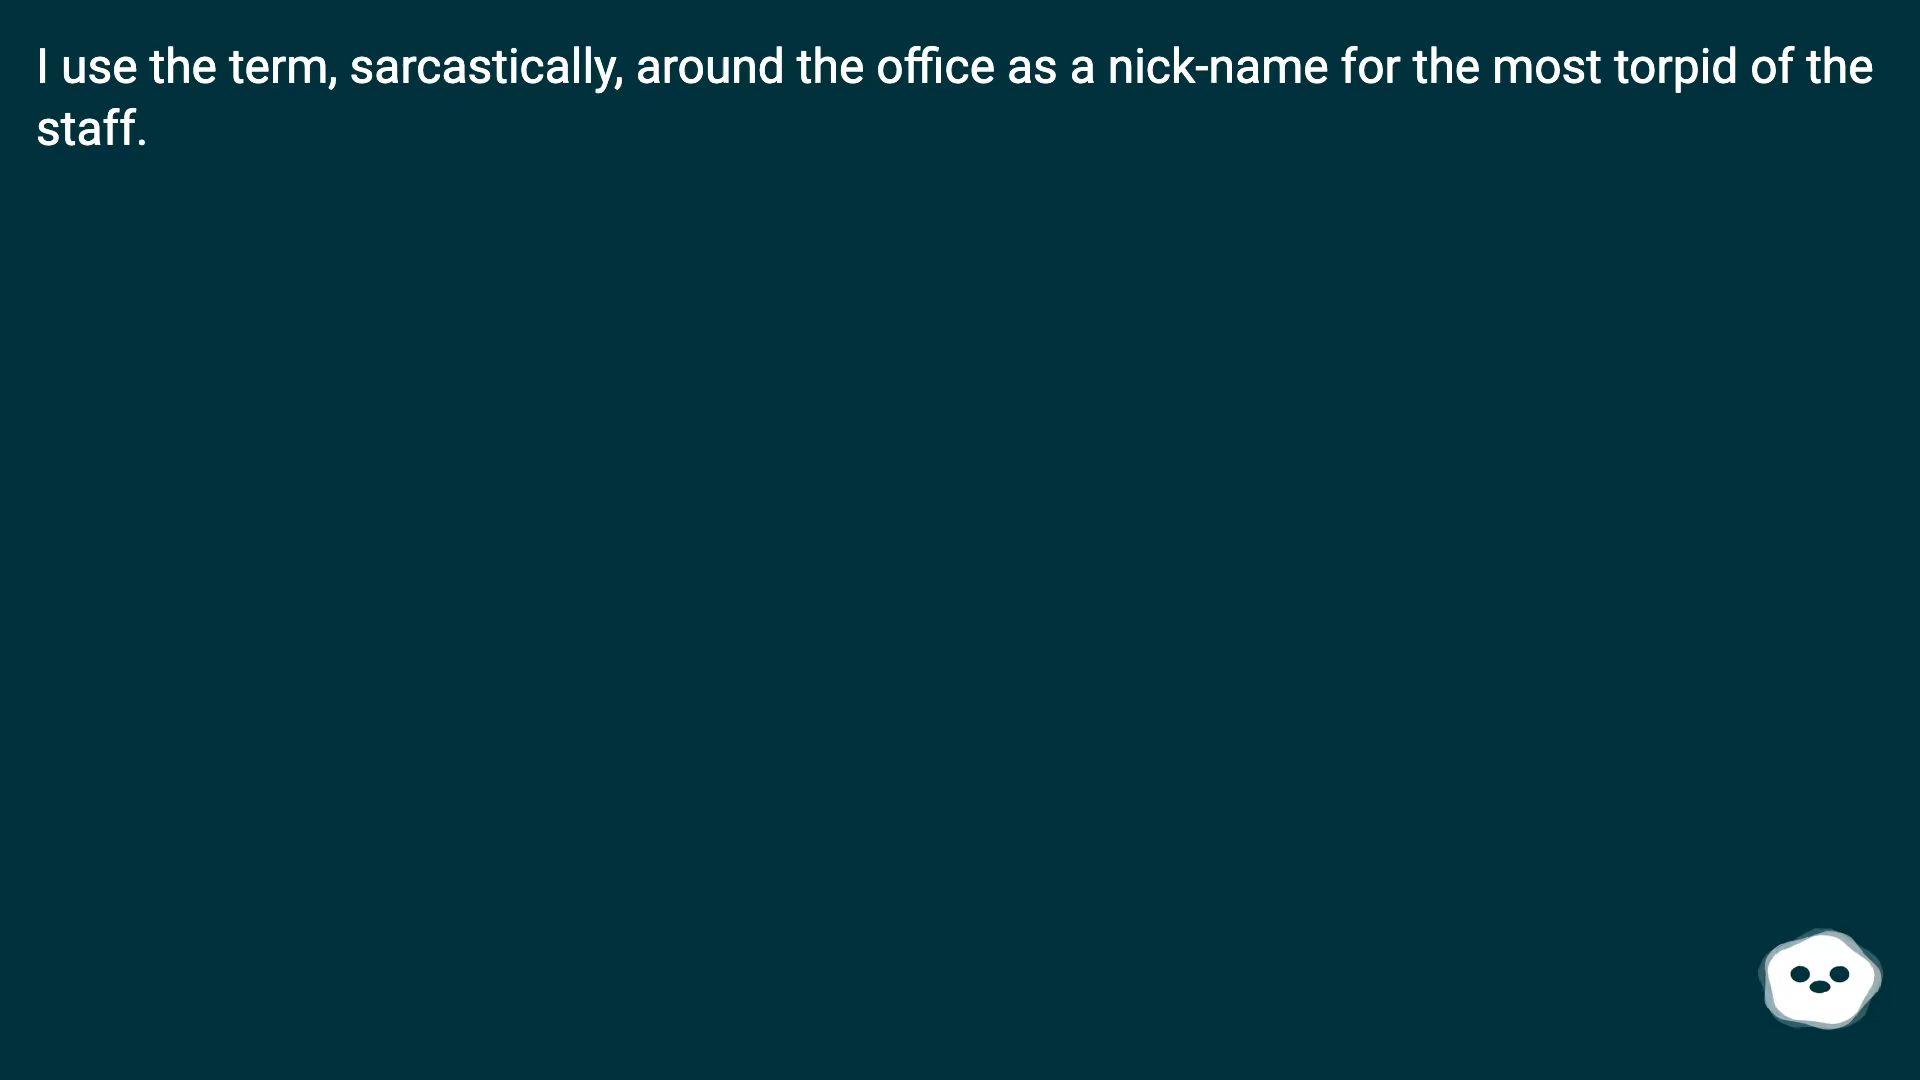 I use the term, sarcastically, around the office as a nick-name for the most torpid of the
staff.